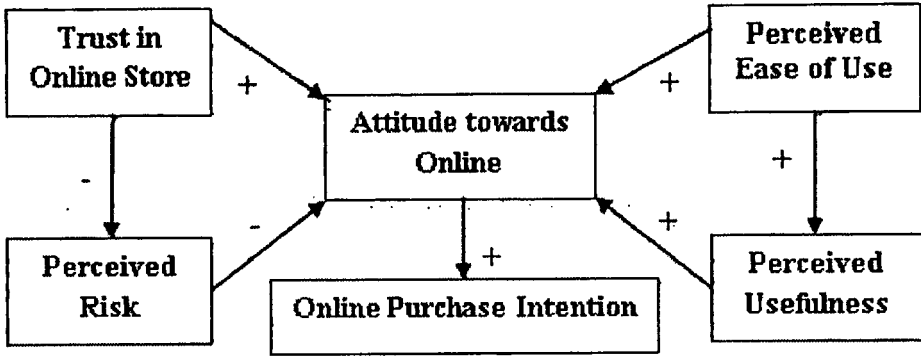 Trust in
Online Store
+
Perceived
Ease of Use
+
Attitude towards
Online
-
+
-
+
Perceived
Risk
+
Online Purchase Intention
Perceived
Usefulness